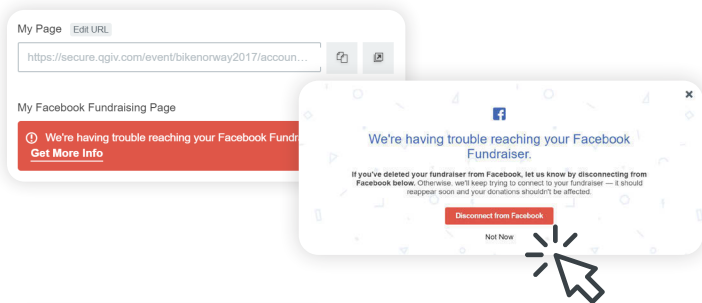 My Page Edit URL
https://secure.qgiv.com/event/bikenorway2017/accoun...
My Facebook Fundraising Page
We're having trouble reaching your Facebook Fundr
Get More Info
We're having trouble reaching your Facebook
Fundraiser.
If you've deleted your fundraiser from Facebook, let us know by disconnecting from
Facebook below. Otherwise, we'll keep trying to connect to your fundraiser — it should
reappear soon and your donations shouldn't be affected.
Disconnect from Facebook
Not Now